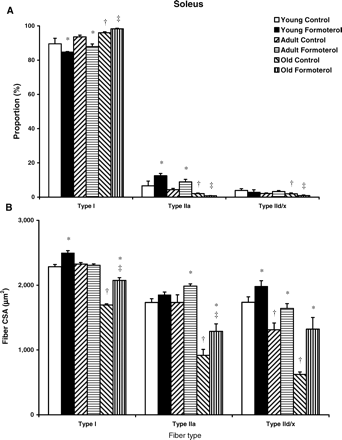 Soleus
A
Young Control
Young Formoterol
Adult Control
Adult Formoterol
Old Control
Old Formoterol
Proportion (%)
100
80
60
40
20
0
* * † ‡
* * † ‡
† ‡
Type I Type IIa Type IId/x
B
Fiber CSA (µm²)
3,000
2,000
1,000
0
* † * ‡
* † * ‡
* † * † *
Type I Type IIa Type IId/x
Fiber type